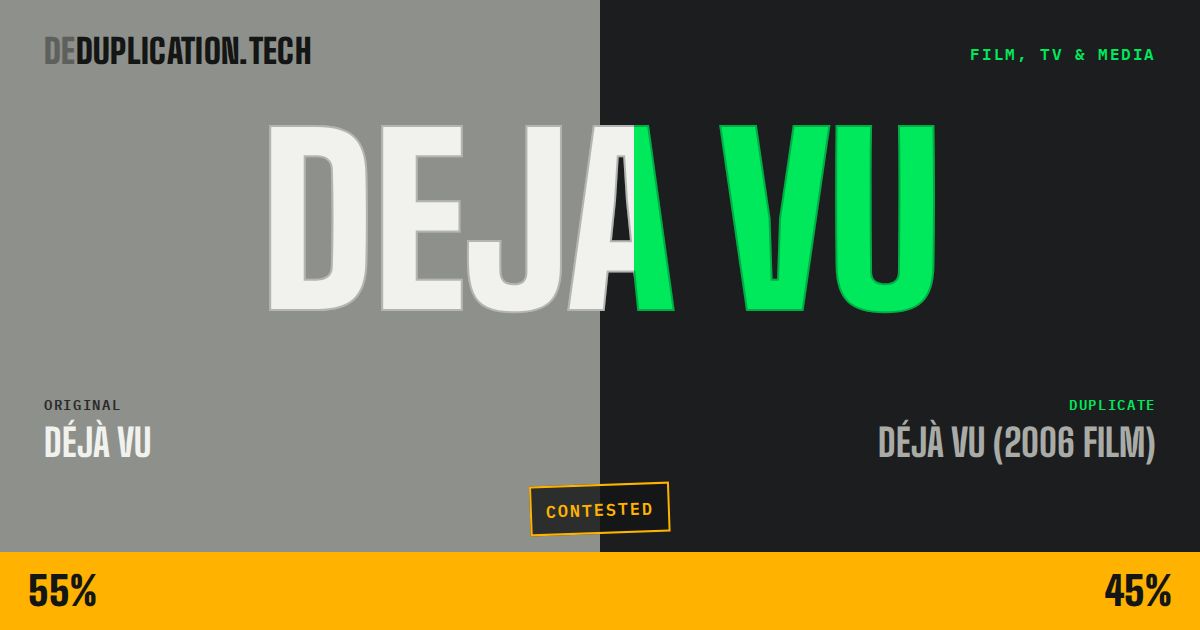 DEDUPLICATION.TECH
FILM, TV & MEDIA
DEJA VU
ORIGINAL
DÉJÀ VU
DUPLICATE
DÉJÀ VU (2006 FILM)
CONTESTED
55%
45%